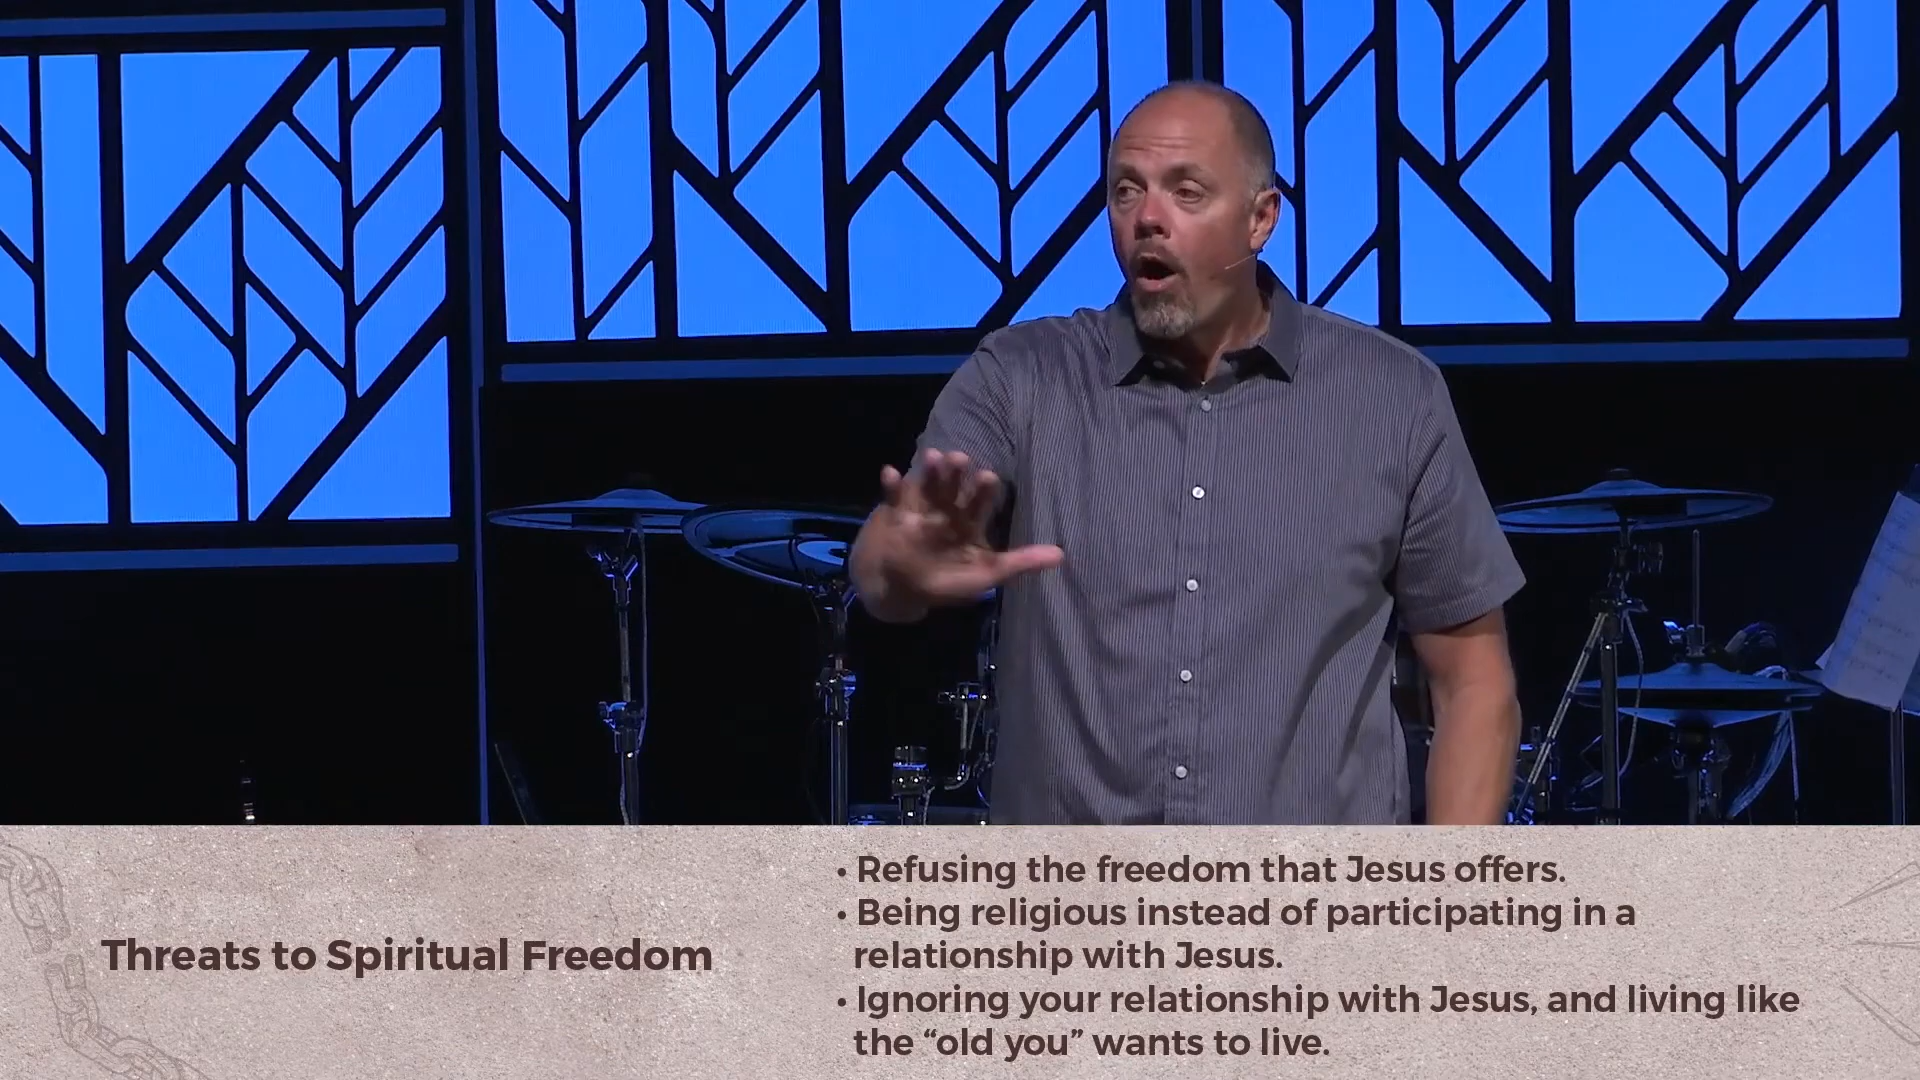 Threats to Spiritual Freedom
• Refusing the freedom that Jesus offers.
• Being religious instead of participating in a
relationship with Jesus.
• Ignoring your relationship with Jesus, and living like
the “old you” wants to live.